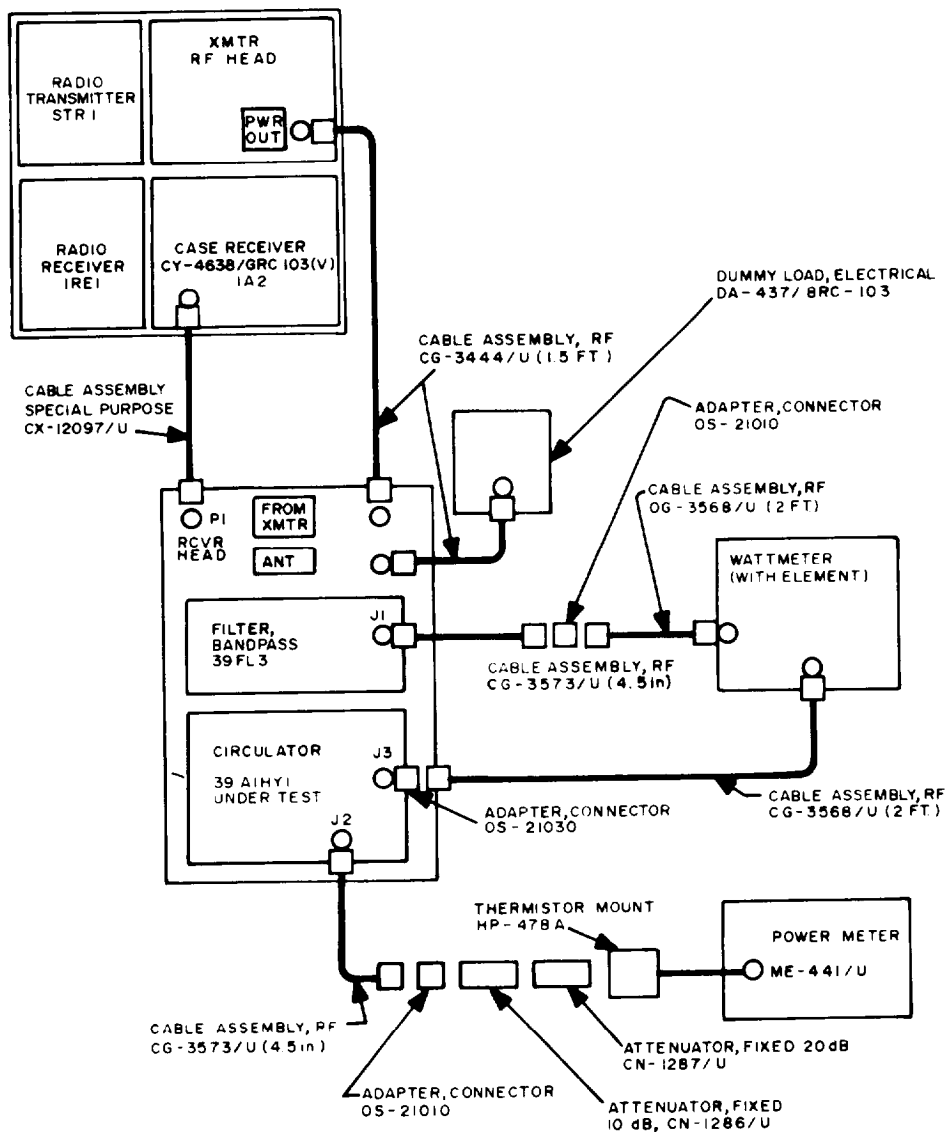 XMTR
RF HEAD
RADIO
TRANSMITTER
STR 1
PWR
OUT
RADIO
RECEIVER
1RE1
CASE RECEIVER
CY-4638/GRC 103(V)
1A2
DUMMY LOAD, ELECTRICAL
DA-437/8RC-103
CABLE ASSEMBLY, RF
CG-3444/U (1.5 FT.)
CABLE ASSEMBLY
SPECIAL PURPOSE
CX-12097/U
ADAPTER, CONNECTOR
OS-21010
CABLE ASSEMBLY, RF
OG-3568/U (2 FT)
P1
RCVR
HEAD
FROM
XMTR
ANT
WATTMETER
(WITH ELEMENT)
FILTER,
BANDPASS
39FL3
J1
CABLE ASSEMBLY, RF
CG-3573/U (4.5in)
CIRCULATOR
39 A1HY1
UNDER TEST
J3
J2
ADAPTER, CONNECTOR
OS-21030
CABLE ASSEMBLY, RF
CG-3568/U (2 FT.)
THERMISTOR MOUNT
HP-478A
POWER METER
ME-441/U
CABLE ASSEMBLY, RF
CG-3573/U (4.5in)
ADAPTER, CONNECTOR
OS-21010
ATTENUATOR, FIXED 20dB
CN-1287/U
ATTENUATOR, FIXED
10 dB, CN-1286/U